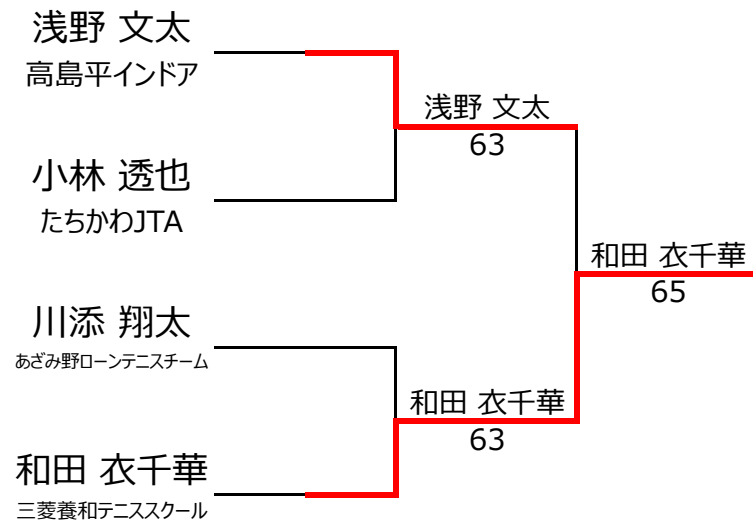 浅野 文太
高島平インドア
浅野 文太
63
小林 透也
たちかわJTA
和田 衣千華
65
川添 翔太
あざみ野ローンテニスチーム
和田 衣千華
63
和田 衣千華
三菱養和テニススクール